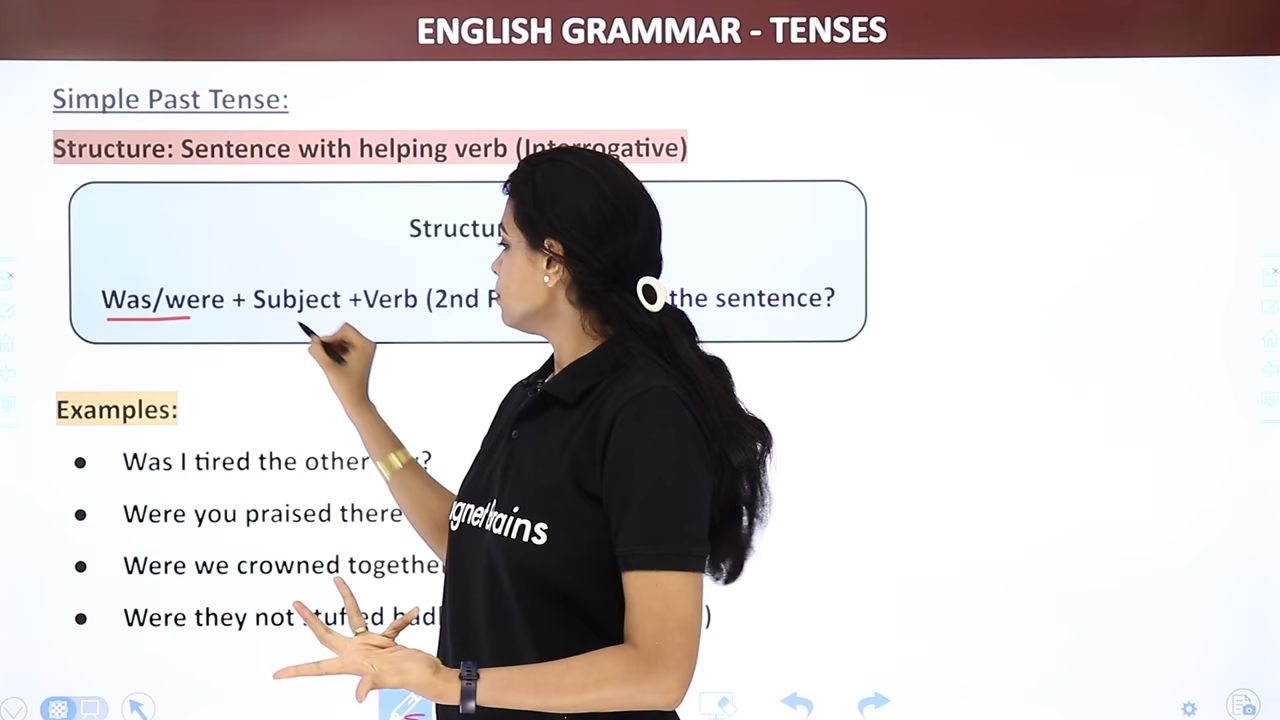 ENGLISH GRAMMAR - TENSES
Simple Past Tense:
Structure: Sentence with helping verb (Interrogative)
Was/were + Subject +Verb (2nd the sentence?
Examples:
Was I tired the other
Were you praised there
Were we crowned
Were they not stuffed )